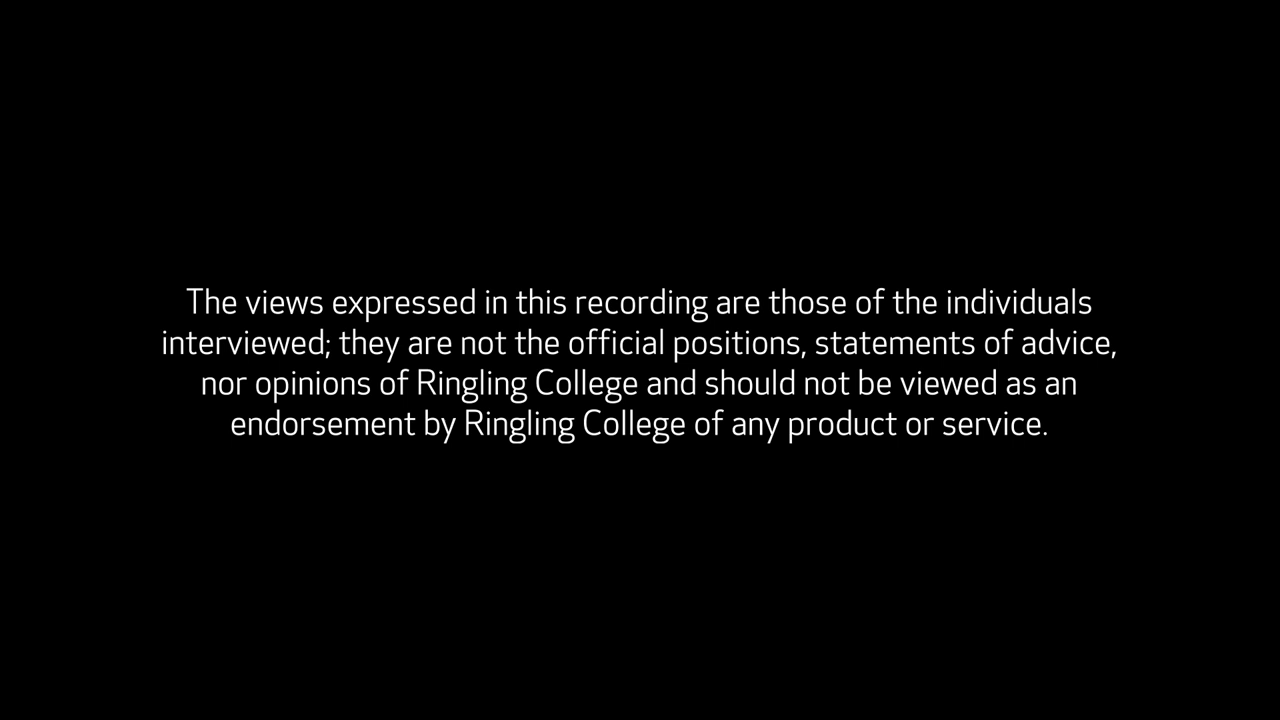 The views expressed in this recording are those of the individuals
interviewed; they are not the official positions, statements of advice,
nor opinions of Ringling College and should not be viewed as an
endorsement by Ringling College of any product or service.